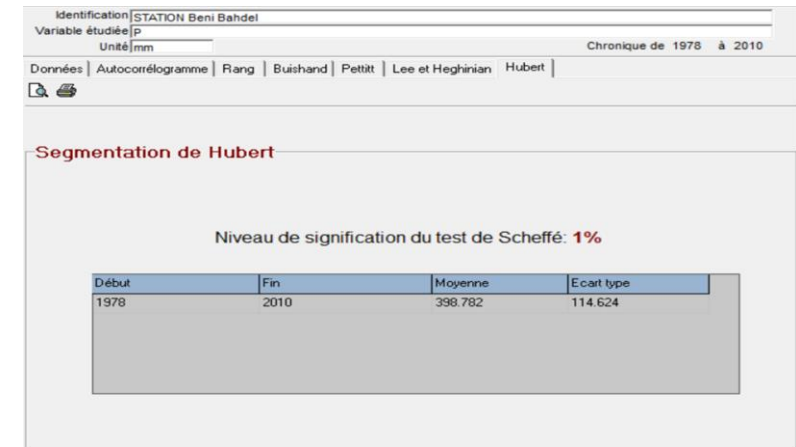 Identification STATION Beni Bahdel
Variable étudiée P
Unité mm Chronique de 1978 à 2010
Données Autocorrélogramme Rang Buishand Pettitt Lee et Heghinian Hubert
Segmentation de Hubert
Niveau de signification du test de Scheffé: 1%
Début Fin Moyenne Ecart type
1978 2010 398.782 114.624